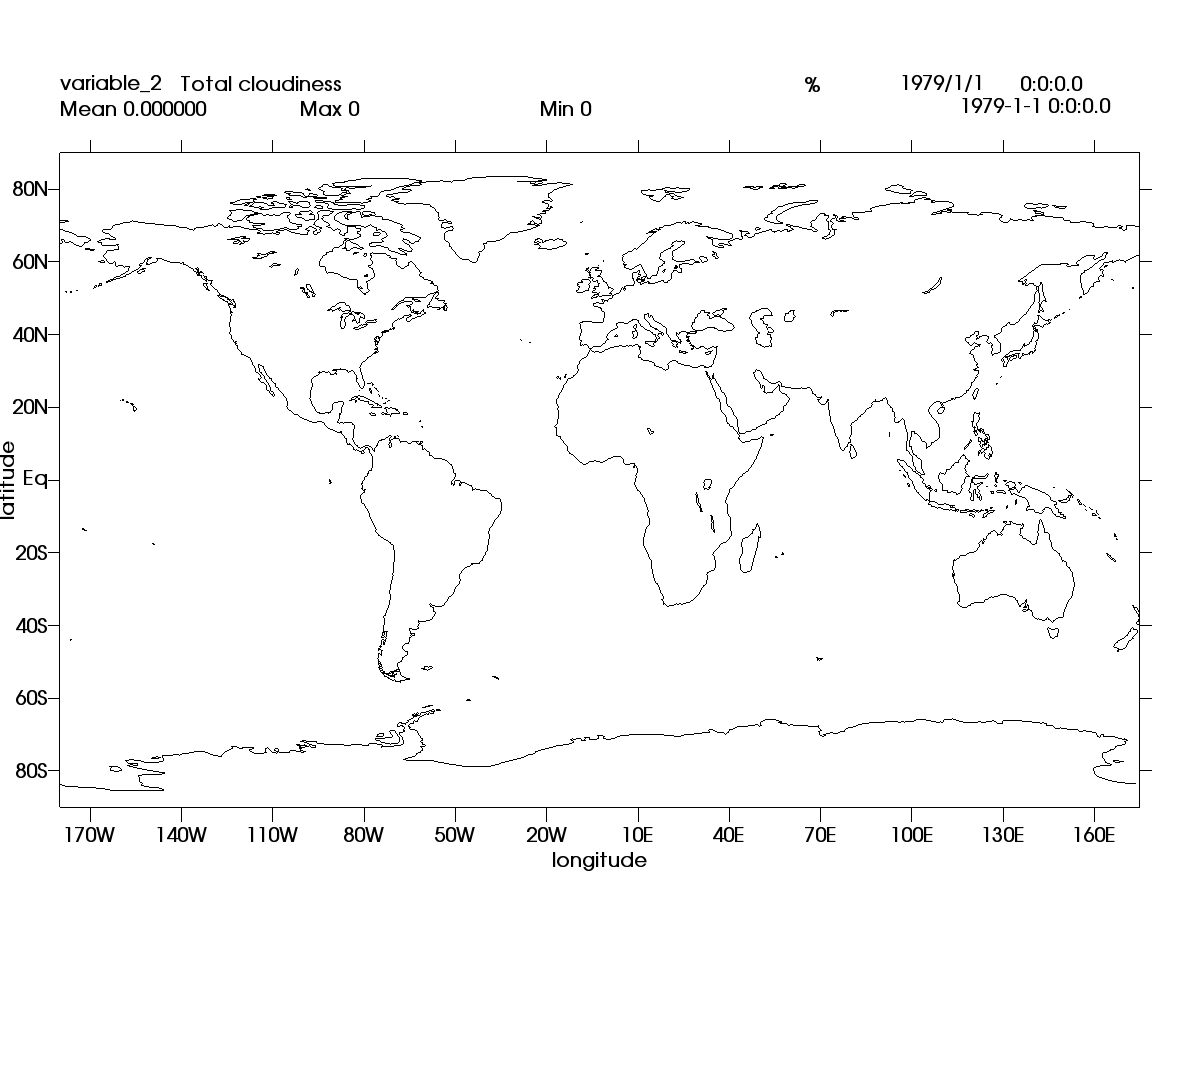 variable_2 Total cloudiness % 1979/1/1 0:0:0.0
Mean 0.000000 Max 0 Min 0 1979-1-1 0:0:0.0
80N
60N
40N
20N
latitude
Eq
20S
40S
60S
80S
170W 140W 110W 80W 50W 20W 10E 40E 70E 100E 130E 160E
longitude